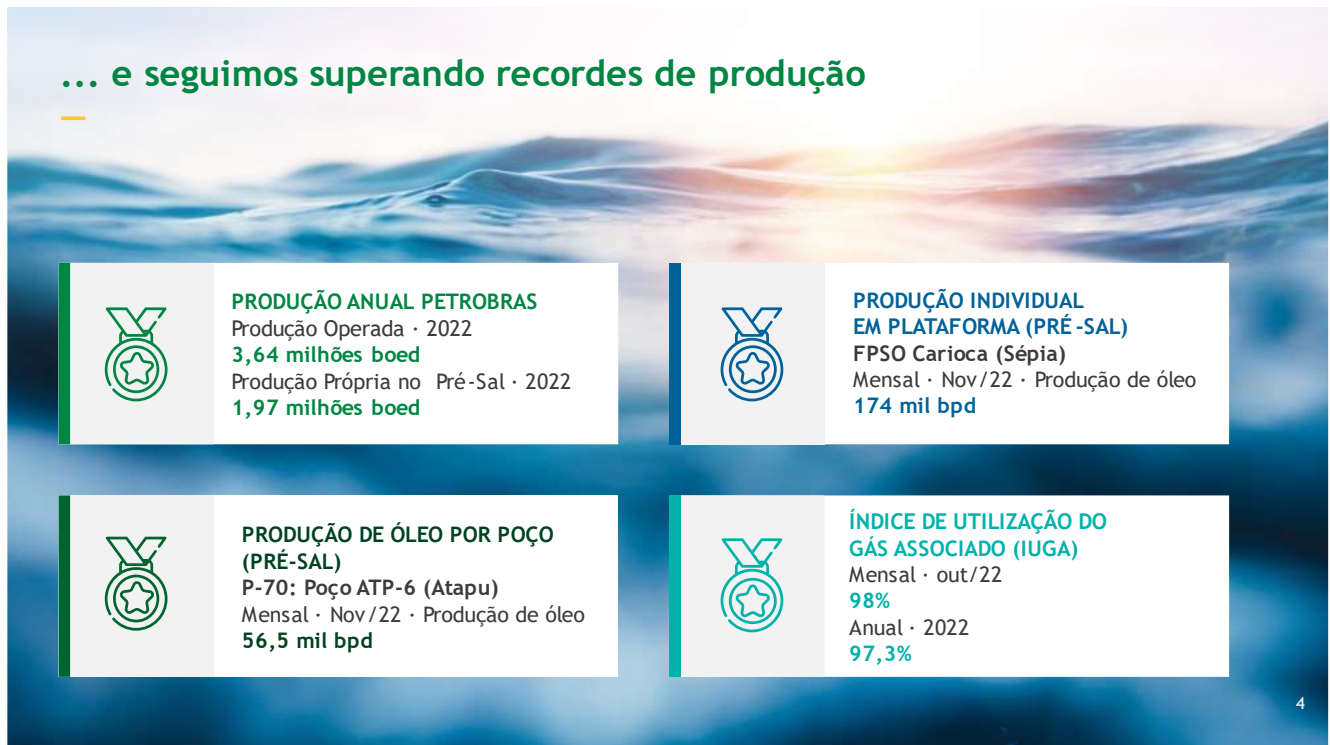 ... e seguimos superando recordes de produção
PRODUÇÃO ANUAL PETROBRAS
Produção Operada · 2022
3,64 milhões boed
Produção Própria no Pré-Sal · 2022
1,97 milhões boed
PRODUÇÃO INDIVIDUAL
EM PLATAFORMA (PRÉ-SAL)
FPSO Carioca (Sépia)
Mensal · Nov/22 · Produção de óleo
174 mil bpd
PRODUÇÃO DE ÓLEO POR POÇO
(PRÉ-SAL)
P-70: Poço ATP-6 (Atapu)
Mensal · Nov/22 · Produção de óleo
56,5 mil bpd
ÍNDICE DE UTILIZAÇÃO DO
GÁS ASSOCIADO (IUGA)
Mensal · out/22
98%
Anual · 2022
97,3%
4